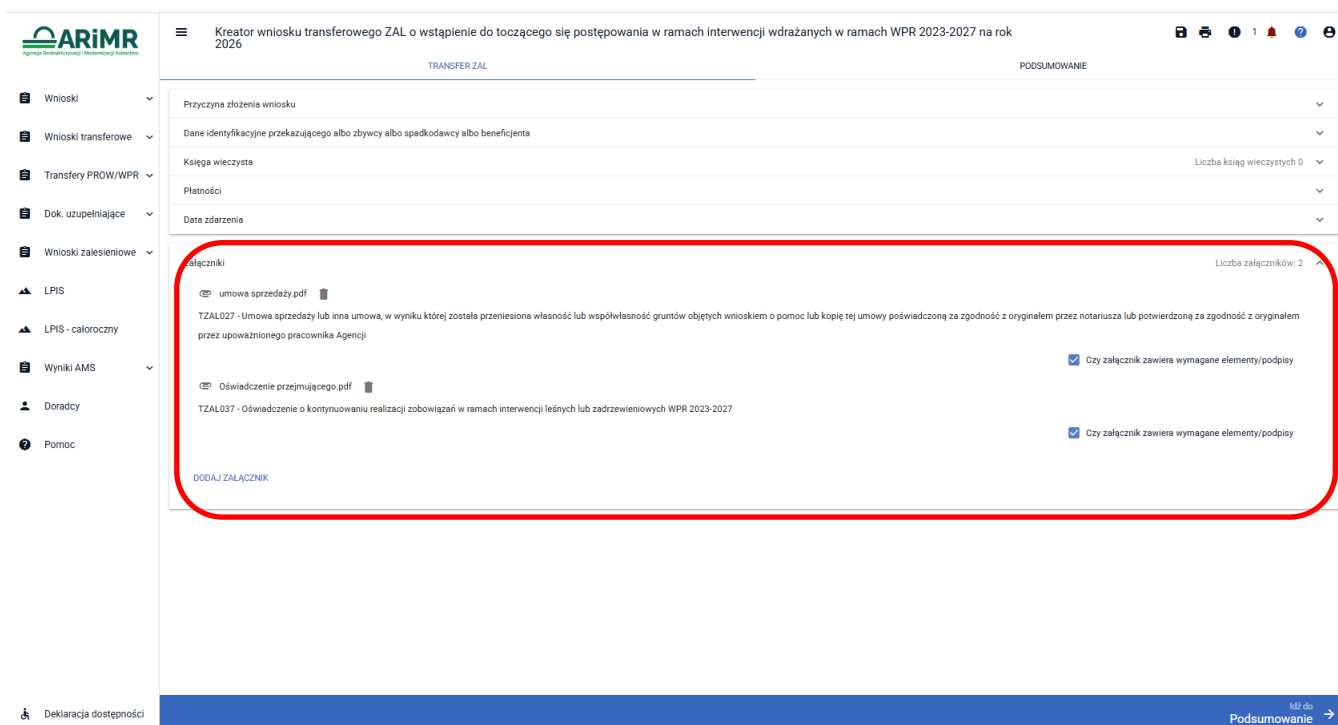 ARiMR
Agencja Restrukturyzacji i Modernizacji Rolnictwa
Kreator wniosku transferowego ZAL o wstąpienie do toczącego się postępowania w ramach interwencji wdrażanych w ramach WPR 2023-2027 na rok
2026
1
TRANSFER ZAL
PODSUMOWANIE
Wnioski
Wnioski transferowe
Transfery PROW/WPR
Dok. uzupełniające
Wnioski zalesieniowe
LPIS
LPIS - całoroczny
Wyniki AMS
Doradcy
Pomoc
Przyczyna złożenia wniosku
Dane identyfikacyjne przekazującego albo zbywcy albo spadkodawcy albo beneficjenta
Księga wieczysta Liczba ksiąg wieczystych 0
Płatności
Data zdarzenia
Załączniki Liczba załączników: 2
umowa sprzedaży.pdf
TZAL027 - Umowa sprzedaży lub inna umowa, w wyniku której została przeniesiona własność lub współwłasność gruntów objętych wnioskiem o pomoc lub kopię tej umowy poświadczoną za zgodność z oryginałem przez notariusza lub potwierdzoną za zgodność z oryginałem
przez upoważnionego pracownika Agencji
Czy załącznik zawiera wymagane elementy/podpisy
Oświadczenie przejmującego.pdf
TZAL037 - Oświadczenie o kontynuowaniu realizacji zobowiązań w ramach interwencji leśnych lub zadrzewieniowych WPR 2023-2027
Czy załącznik zawiera wymagane elementy/podpisy
DODAJ ZAŁĄCZNIK
Deklaracja dostępności
Idź do
Podsumowanie